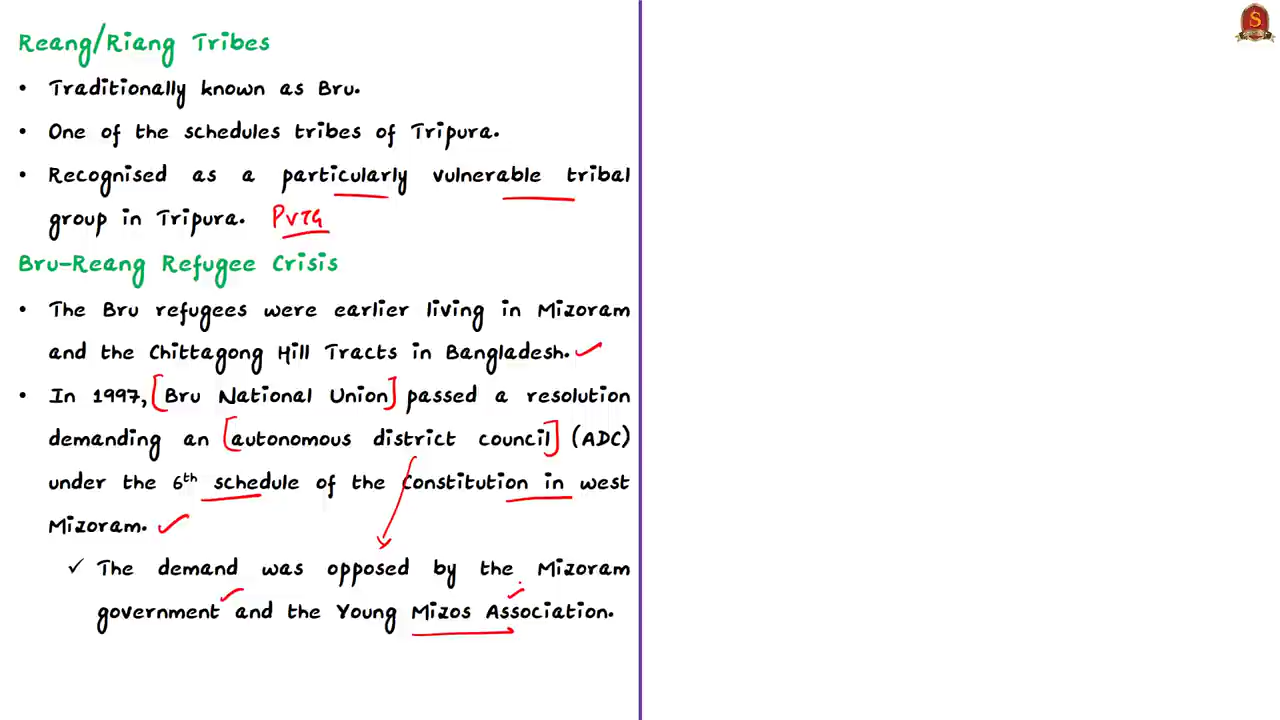 Reang/Riang Tribes
• Traditionally known as Bru.
• One of the schedules tribes of Tripura.
• Recognised as a particularly vulnerable tribal
group in Tripura. PVTG
Bru-Reang Refugee Crisis
• The Bru refugees were earlier living in Mizoram
and the Chittagong Hill Tracts in Bangladesh.
• In 1997, [Bru National Union] passed a resolution
demanding an [autonomous district council] (ADC)
under the 6th schedule of the Constitution in west
Mizoram.
✓ The demand was opposed by the Mizoram
government and the Young Mizos Association.
S